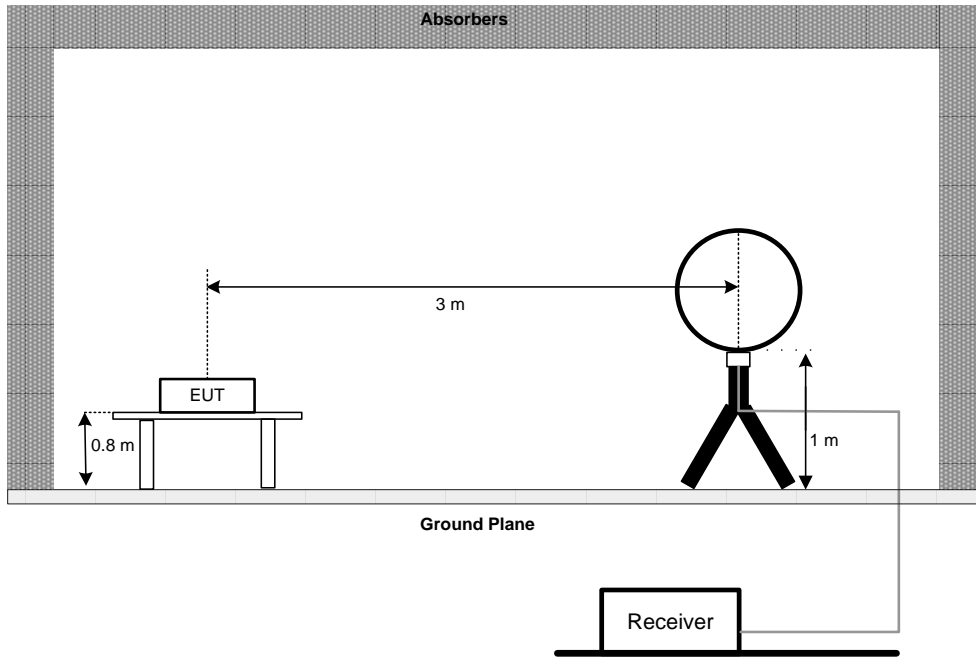 Absorbers
3 m
EUT
0.8 m
1 m
Ground Plane
Receiver